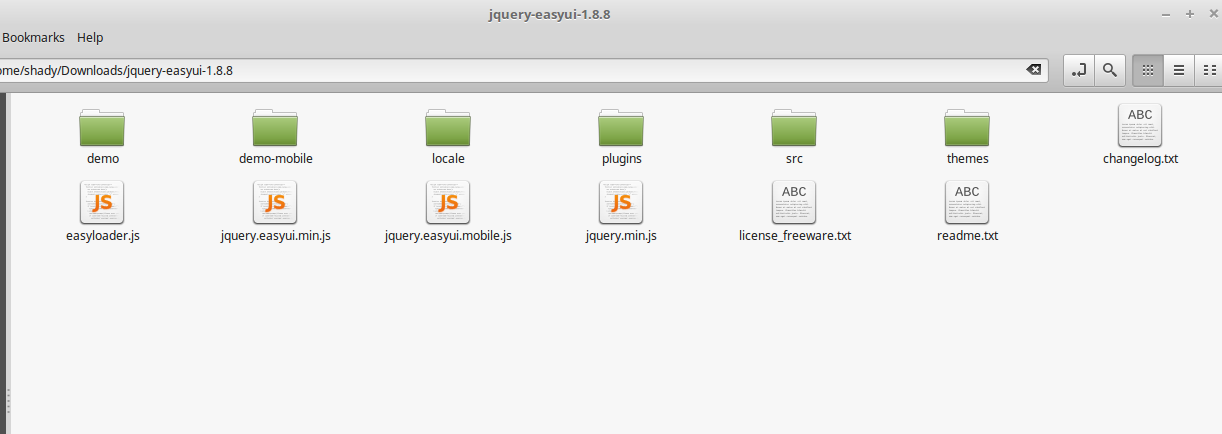 jquery-easyui-1.8.8
Bookmarks Help
ome/shady/Downloads/jquery-easyui-1.8.8
demo demo-mobile locale plugins src themes ABC changelog.txt
JS easyloader.js JS jquery.easyui.min.js JS jquery.easyui.mobile.js JS jquery.min.js ABC license_freeware.txt ABC readme.txt